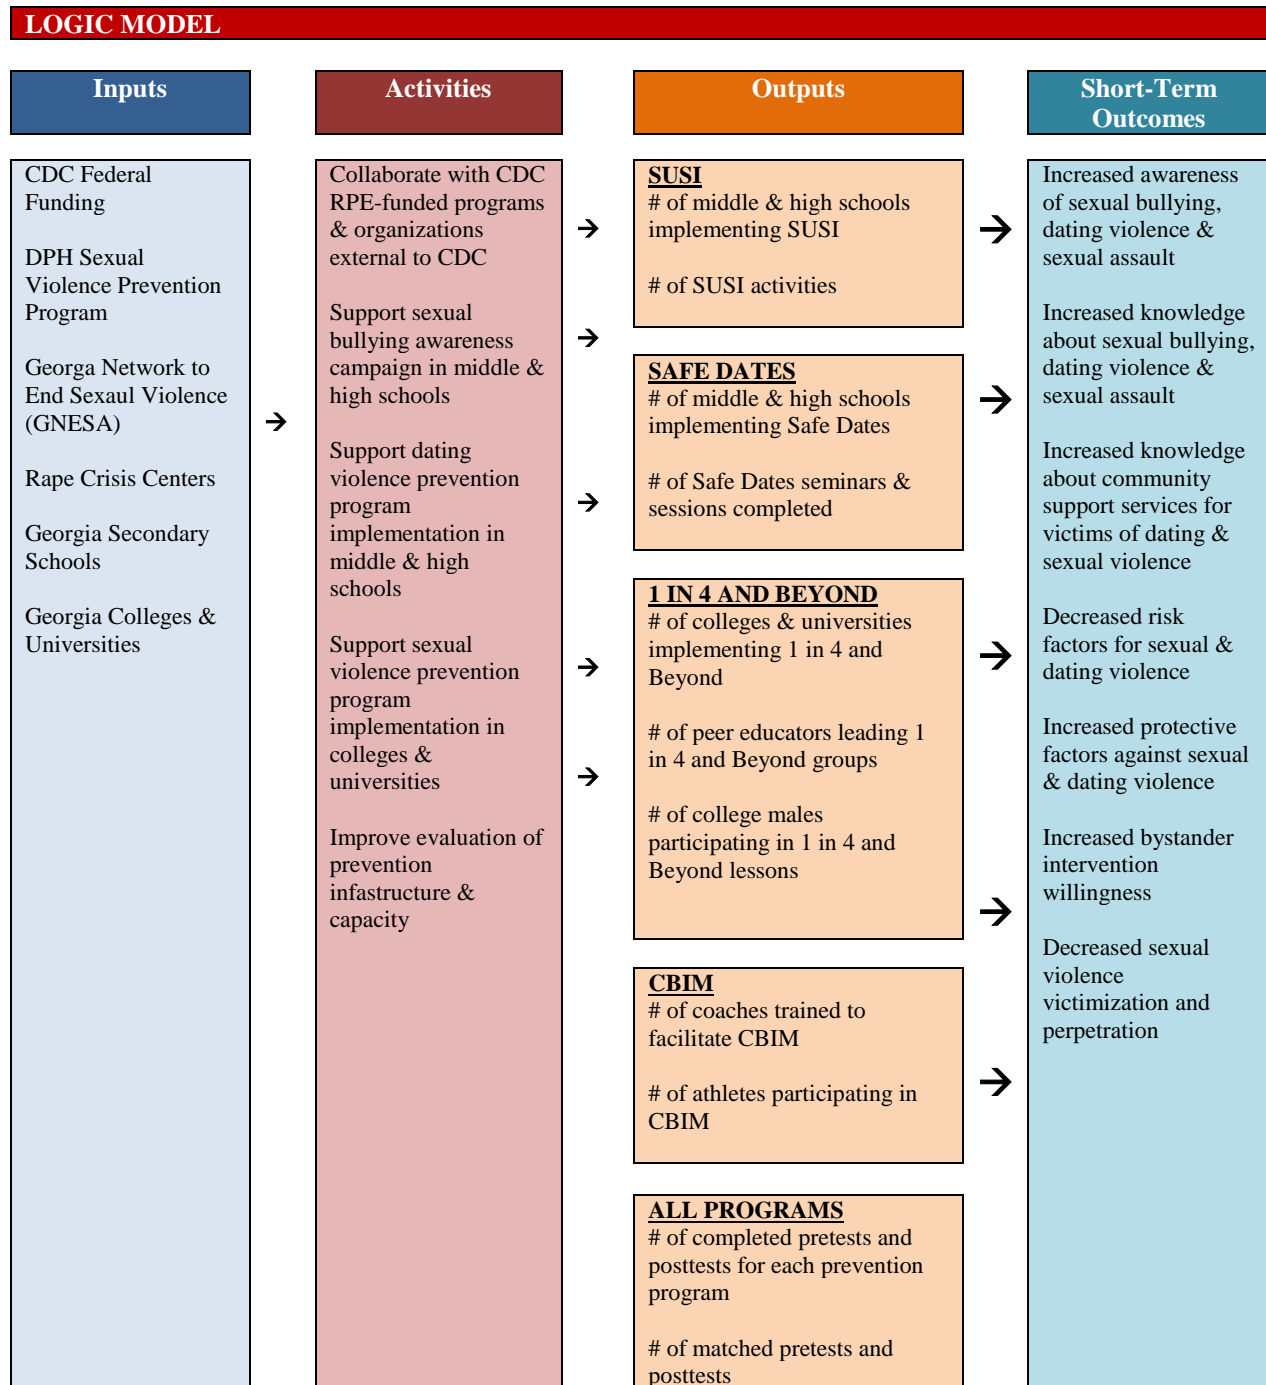 LOGIC MODEL
Inputs
CDC Federal
Funding
DPH Sexual
Violence Prevention
Program
Georga Network to
End Sexaul Violence
(GNESA)
Rape Crisis Centers
Georgia Secondary
Schools
Georgia Colleges &
Universities
→
Activities
Collaborate with CDC
RPE-funded programs
& organizations
external to CDC
Support sexual
bullying awareness
campaign in middle &
high schools
Support dating
violence prevention
program
implementation in
middle & high
schools
Support sexual
violence prevention
program
implementation in
colleges &
universities
Improve evaluation of
prevention
infastructure &
capacity
→
→
→
→
→
Outputs
SUSI
# of middle & high schools
implementing SUSI
# of SUSI activities
SAFE DATES
# of middle & high schools
implementing Safe Dates
# of Safe Dates seminars &
sessions completed
1 IN 4 AND BEYOND
# of colleges & universities
implementing 1 in 4 and
Beyond
# of peer educators leading 1
in 4 and Beyond groups
# of college males
participating in 1 in 4 and
Beyond lessons
CBIM
# of coaches trained to
facilitate CBIM
# of athletes participating in
CBIM
ALL PROGRAMS
# of completed pretests and
posttests for each prevention
program
# of matched pretests and
posttests
→
→
→
→
→
Short-Term
Outcomes
Increased awareness
of sexual bullying,
dating violence &
sexual assault
Increased knowledge
about sexual bullying,
dating violence &
sexual assault
Increased knowledge
about community
support services for
victims of dating &
sexual violence
Decreased risk
factors for sexual &
dating violence
Increased protective
factors against sexual
& dating violence
Increased bystander
intervention
willingness
Decreased sexual
violence
victimization and
perpetration